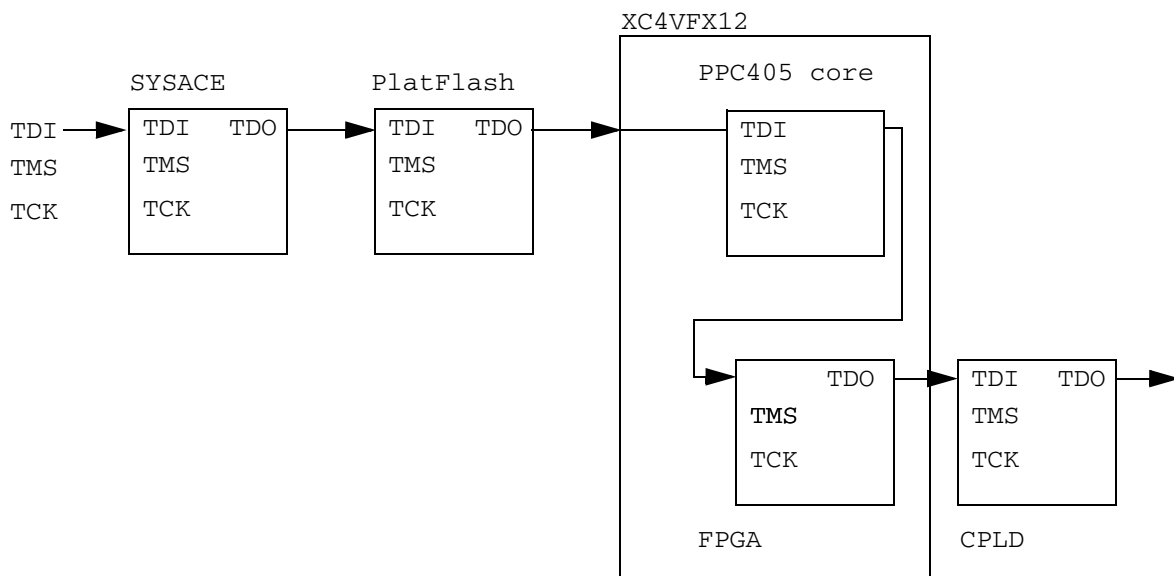 XC4VFX12
PPC405 core
SYSACE
PlatFlash
TDI
TMS
TCK
TDI TDO
TMS
TCK
TDI TDO
TMS
TCK
TDI
TMS
TCK
TDO
TMS
TCK
FPGA
TDI TDO
TMS
TCK
CPLD